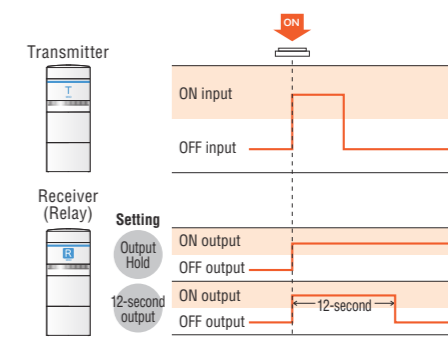 ON
Transmitter
T
ON input
OFF input
Receiver
(Relay)
R
Setting
Output
Hold
ON output
OFF output
12-second
output
ON output
12-second
OFF output